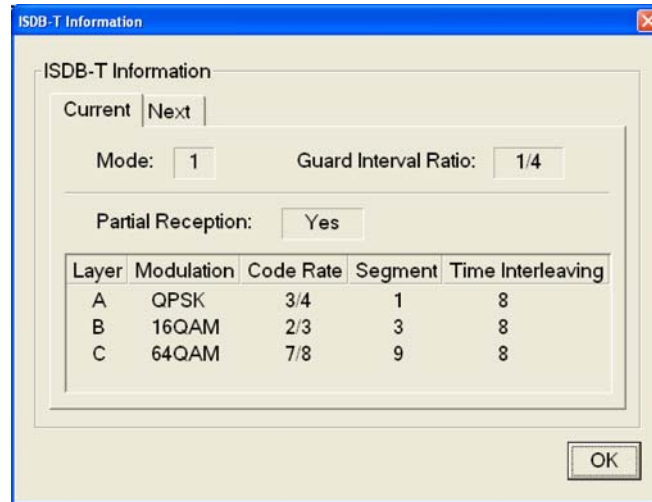 ISDB-T Information
ISDB-T Information
Current Next
Mode: 1 Guard Interval Ratio: 1/4
Partial Reception: Yes
Layer Modulation Code Rate Segment Time Interleaving
A QPSK 3/4 1 8
B 16QAM 2/3 3 8
C 64QAM 7/8 9 8
OK